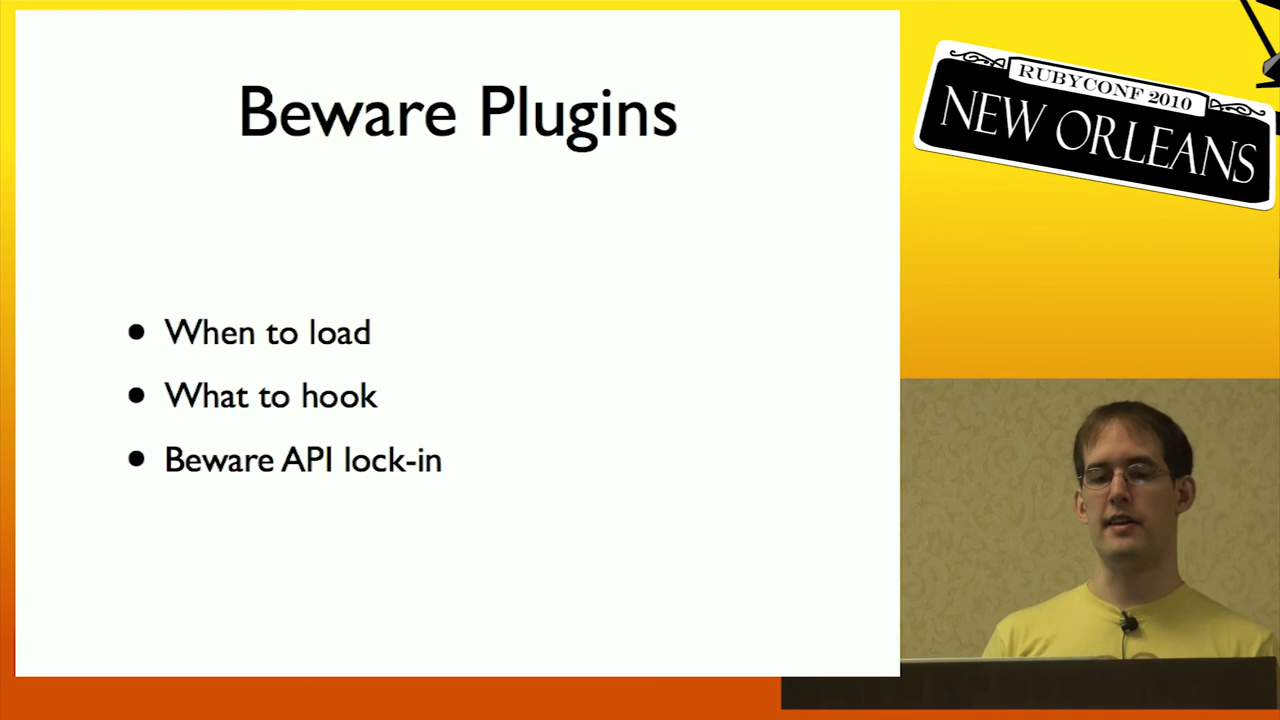 Beware Plugins
• When to load
• What to hook
• Beware API lock-in
RUBYCONF 2010
NEW ORLEANS